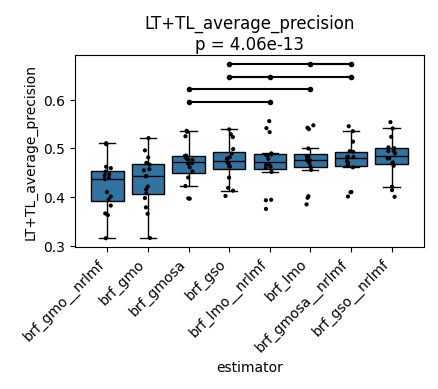 LT+TL_average_precision
p = 4.06e-13
LT+TL_average_precision
0.6
0.5
0.4
0.3
brf_gmo__nrlmf
brf_gmo
brf_gmosa
brf_gso
brf_lmo__nrlmf
brf_lmo
brf_gmosa__nrlmf
brf_gso__nrlmf
estimator